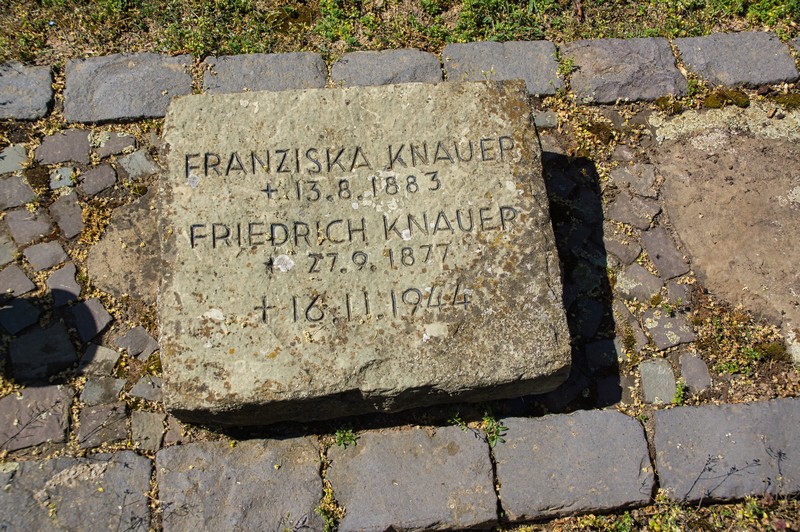 FRANZISKA KNAUER
* 13.8.1883
FRIEDRICH KNAUER
* 27.9.1877
+ 16.11.1944